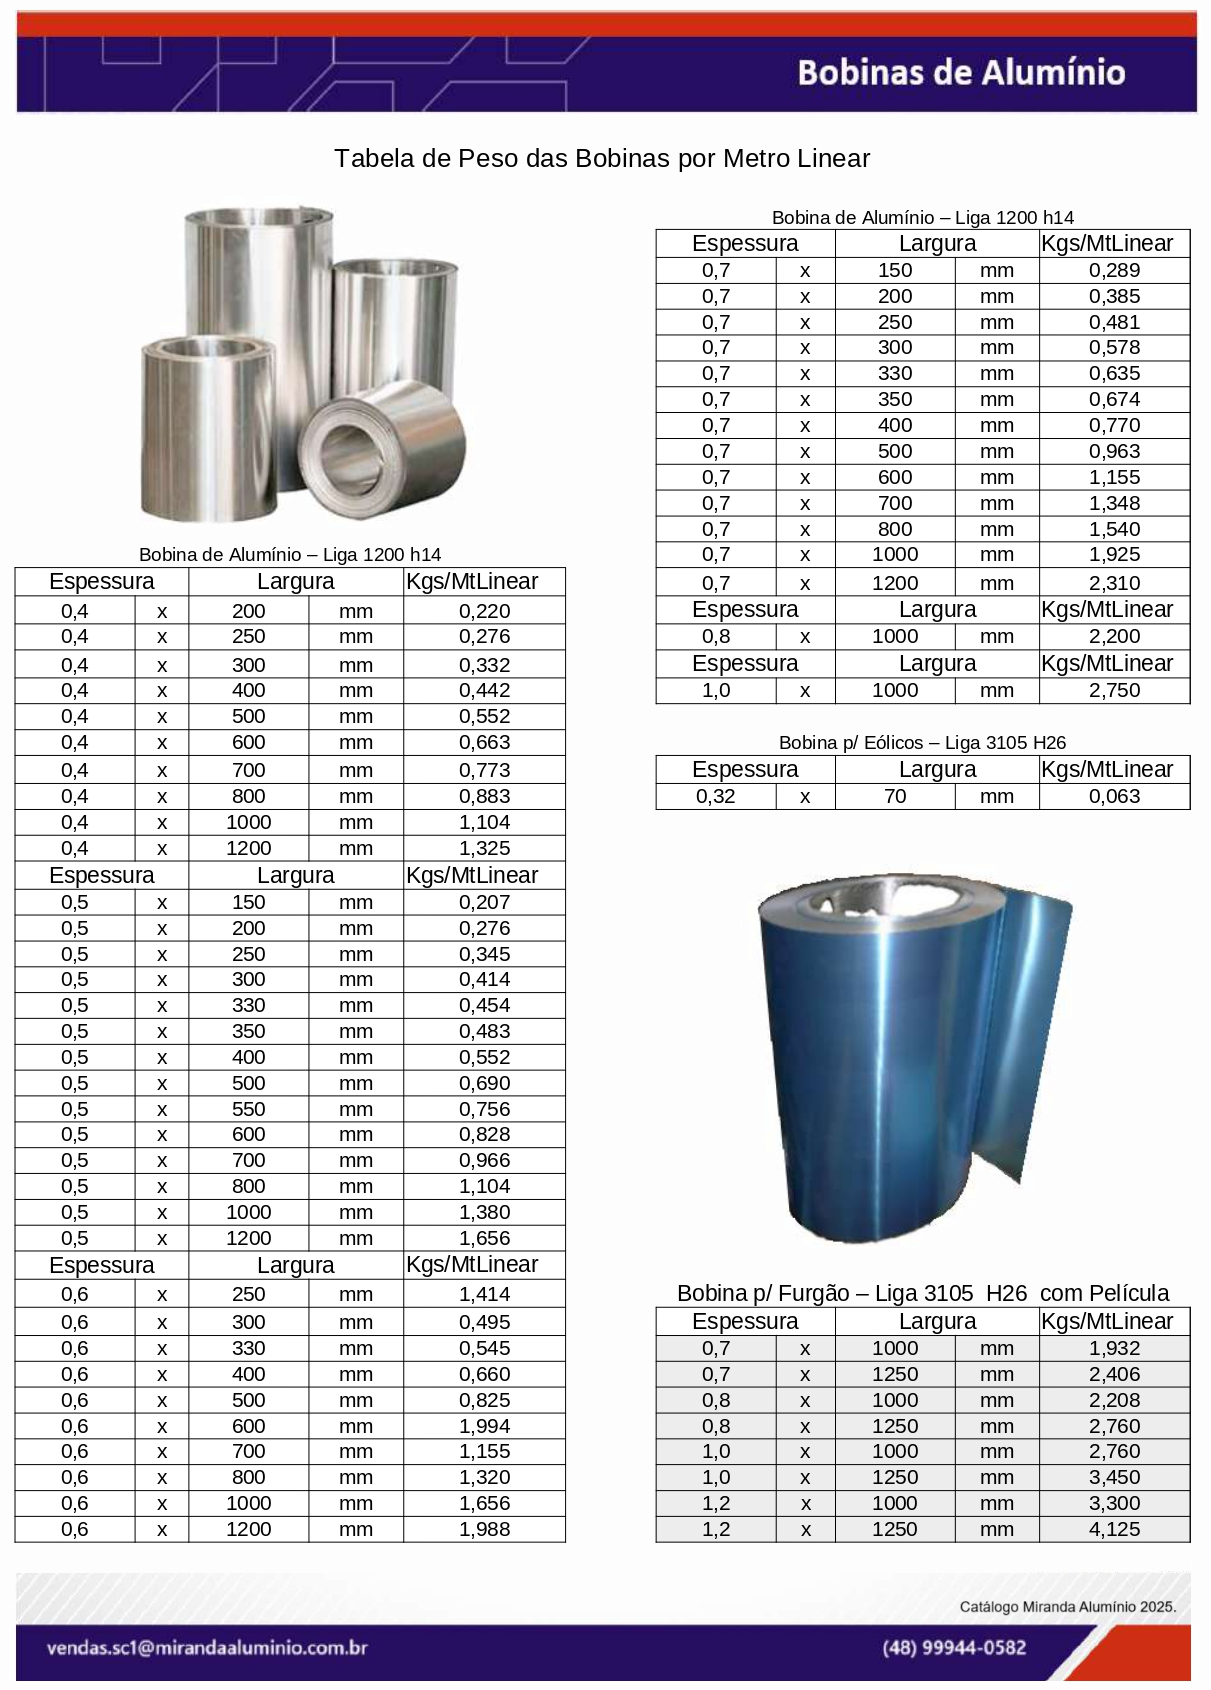 Bobinas de Alumínio
Tabela de Peso das Bobinas por Metro Linear
Bobina de Alumínio – Liga 1200 h14
Espessura Largura Kgs/MtLinear
0,4 x 200 mm 0,220
0,4 x 250 mm 0,276
0,4 x 300 mm 0,332
0,4 x 400 mm 0,442
0,4 x 500 mm 0,552
0,4 x 600 mm 0,663
0,4 x 700 mm 0,773
0,4 x 800 mm 0,883
0,4 x 1000 mm 1,104
0,4 x 1200 mm 1,325
Espessura Largura Kgs/MtLinear
0,5 x 150 mm 0,207
0,5 x 200 mm 0,276
0,5 x 250 mm 0,345
0,5 x 300 mm 0,414
0,5 x 330 mm 0,454
0,5 x 350 mm 0,483
0,5 x 400 mm 0,552
0,5 x 500 mm 0,690
0,5 x 550 mm 0,756
0,5 x 600 mm 0,828
0,5 x 700 mm 0,966
0,5 x 800 mm 1,104
0,5 x 1000 mm 1,380
0,5 x 1200 mm 1,656
Espessura Largura Kgs/MtLinear
0,6 x 250 mm 1,414
0,6 x 300 mm 0,495
0,6 x 330 mm 0,545
0,6 x 400 mm 0,660
0,6 x 500 mm 0,825
0,6 x 600 mm 1,994
0,6 x 700 mm 1,155
0,6 x 800 mm 1,320
0,6 x 1000 mm 1,656
0,6 x 1200 mm 1,988
Bobina de Alumínio – Liga 1200 h14
Espessura Largura Kgs/MtLinear
0,7 x 150 mm 0,289
0,7 x 200 mm 0,385
0,7 x 250 mm 0,481
0,7 x 300 mm 0,578
0,7 x 330 mm 0,635
0,7 x 350 mm 0,674
0,7 x 400 mm 0,770
0,7 x 500 mm 0,963
0,7 x 600 mm 1,155
0,7 x 700 mm 1,348
0,7 x 800 mm 1,540
0,7 x 1000 mm 1,925
0,7 x 1200 mm 2,310
Espessura Largura Kgs/MtLinear
0,8 x 1000 mm 2,200
Espessura Largura Kgs/MtLinear
1,0 x 1000 mm 2,750
Bobina p/ Eólicos – Liga 3105 H26
Espessura Largura Kgs/MtLinear
0,32 x 70 mm 0,063
Bobina p/ Furgão – Liga 3105 H26 com Película
Espessura Largura Kgs/MtLinear
0,7 x 1000 mm 1,932
0,7 x 1250 mm 2,406
0,8 x 1000 mm 2,208
0,8 x 1250 mm 2,760
1,0 x 1000 mm 2,760
1,0 x 1250 mm 3,450
1,2 x 1000 mm 3,300
1,2 x 1250 mm 4,125
Catálogo Miranda Alumínio 2025.
vendas.sc1@mirandaaluminio.com.br (48) 99944-0582